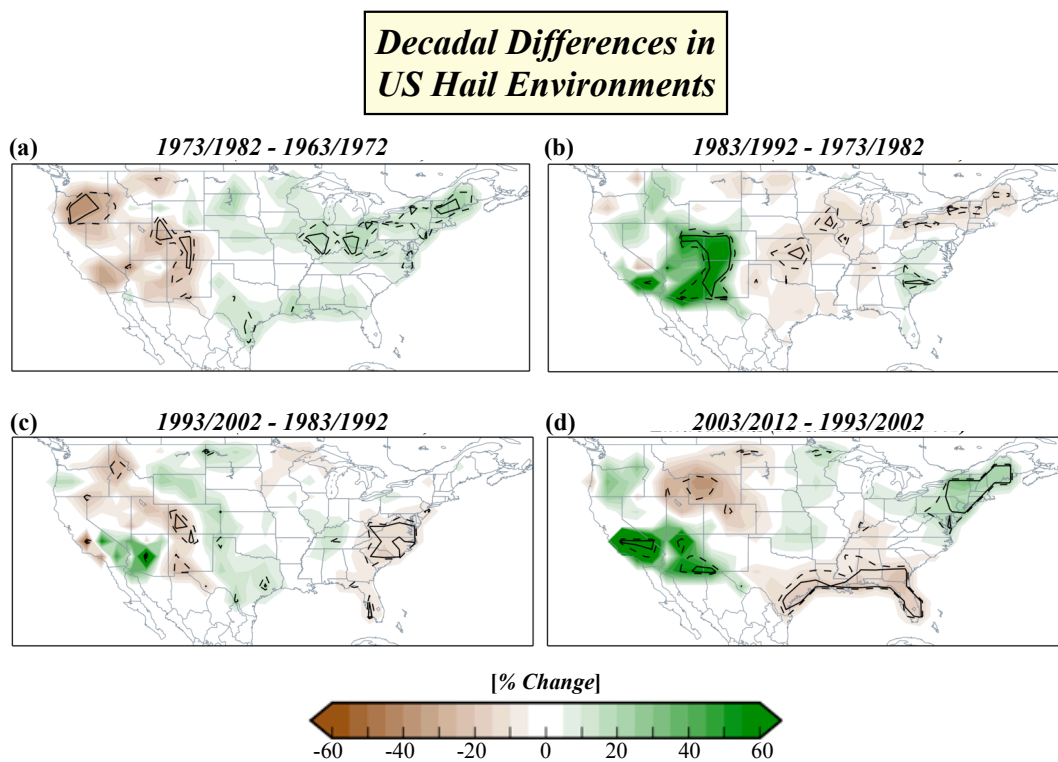 Decadal Differences in
US Hail Environments
(a) 1973/1982 - 1963/1972
(b) 1983/1992 - 1973/1982
(c) 1993/2002 - 1983/1992
(d) 2003/2012 - 1993/2002
[% Change]
-60 -40 -20 0 20 40 60